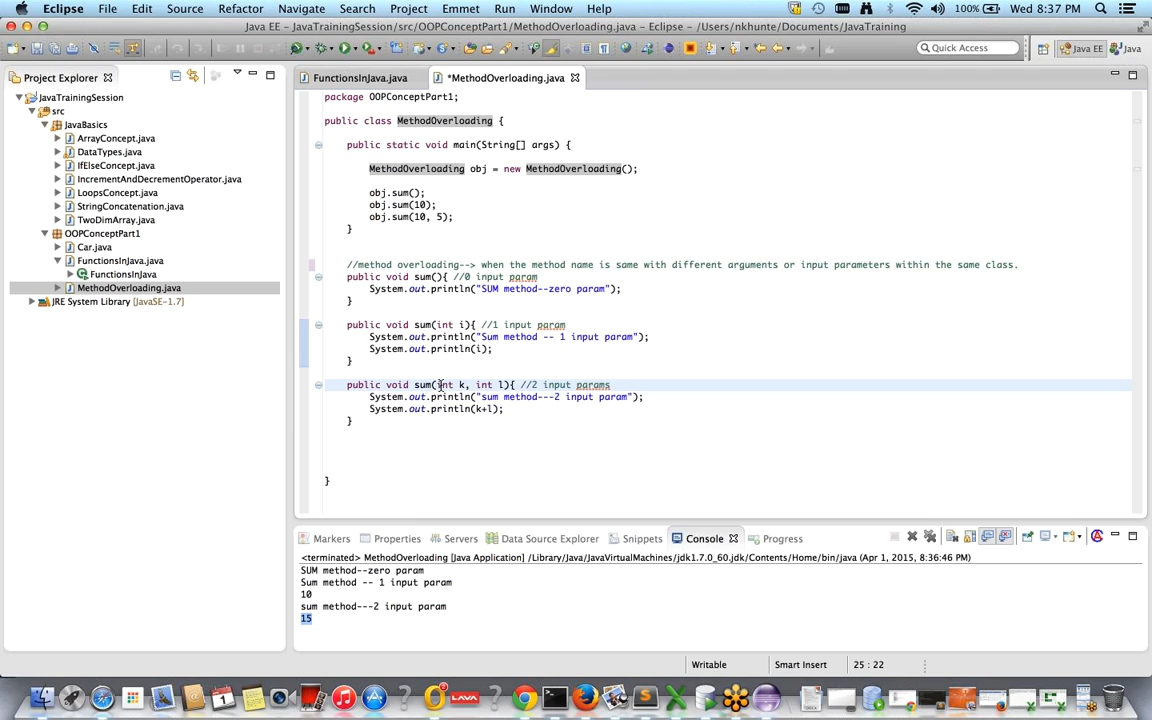 Eclipse File Edit Source Refactor Navigate Search Project Emmet Run Window Help 100% Wed 8:37 PM
Java EE - JavaTrainingSession/src/OOPConceptPart1/MethodOverloading.java - Eclipse - /Users/nkhunte/Documents/JavaTraining
Quick Access Java EE Java
Project Explorer
JavaTrainingSession
src
JavaBasics
ArrayConcept.java
DataTypes.java
IfElseConcept.java
IncrementAndDecrementOperator.java
LoopsConcept.java
StringConcatenation.java
TwoDimArray.java
OOPConceptPart1
Car.java
FunctionsInJava.java
FunctionsInJava
MethodOverloading.java
JRE System Library [JavaSE-1.7]
FunctionsInJava.java *MethodOverloading.java
package OOPConceptPart1;
public class MethodOverloading {
public static void main(String[] args) {
MethodOverloading obj = new MethodOverloading();
obj.sum();
obj.sum(10);
obj.sum(10, 5);
}
//method overloading--> when the method name is same with different arguments or input parameters within the same class.
public void sum(){ //0 input param
System.out.println("SUM method--zero param");
}
public void sum(int i){ //1 input param
System.out.println("Sum method -- 1 input param");
System.out.println(i);
}
public void sum(int k, int l){ //2 input params
System.out.println("sum method---2 input param");
System.out.println(k+l);
}
}
Markers Properties Servers Data Source Explorer Snippets Console Progress
<terminated> MethodOverloading [Java Application] /Library/Java/JavaVirtualMachines/jdk1.7.0_60.jdk/Contents/Home/bin/java (Apr 1, 2015, 8:36:46 PM)
SUM method--zero param
Sum method -- 1 input param
10
sum method---2 input param
15
Writable Smart Insert 25 : 22